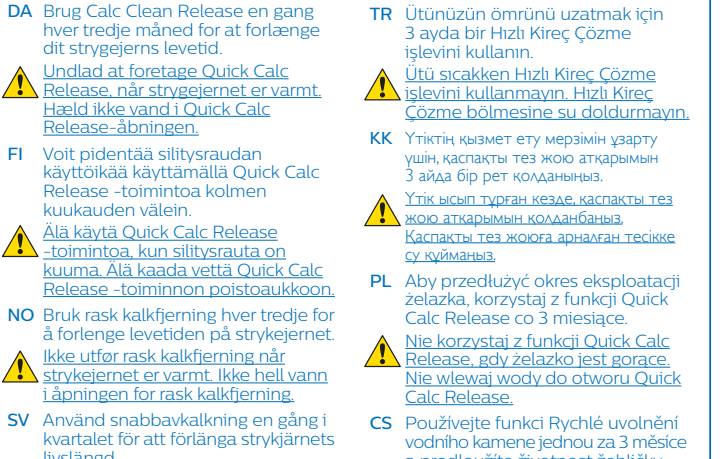 DA Brug Calc Clean Release en gang
hver tredje måned for at forlænge
dit strygejerns levetid.
Undlad at foretage Quick Calc
Release, når strygejernet er varmt.
Hæld ikke vand i Quick Calc
Release-åbningen.
FI Voit pidentää silitysraudan
käyttöikää käyttämällä Quick Calc
Release -toimintoa kolmen
kuukauden välein.
Älä käytä Quick Calc Release
-toimintoa, kun silitysrauta on
kuuma. Älä kaada vettä Quick Calc
Release -toiminnon poistoaukkoon.
NO Bruk rask kalkfjerning hver tredje for
å forlenge levetiden på strykejernet.
Ikke utfør rask kalkfjerning når
strykejernet er varmt. Ikke hell vann
i åpningen for rask kalkfjerning.
SV Använd snabbavkalkning en gång i
kvartalet för att förlänga strykjärnets
livslängd.
TR Ütünüzün ömrünü uzatmak için
3 ayda bir Hızlı Kireç Çözme
işlevini kullanın.
Ütü sıcakken Hızlı Kireç Çözme
işlevini kullanmayın. Hızlı Kireç
Çözme bölmesine su doldurmayın.
KK Үтіктің қызмет ету мерзімін ұзарту
үшін, қаспақты тез жою атқарымын
3 айда бір рет қолданыңыз.
Үтік ысып тұрған кезде, қаспақты тез
жою атқарымын қолданбаңыз.
Қаспақты тез жоюға арналған тесікке
су құймаңыз.
PL Aby przedłużyć okres eksploatacji
żelazka, korzystaj z funkcji Quick
Calc Release co 3 miesiące.
Nie korzystaj z funkcji Quick Calc
Release, gdy żelazko jest gorące.
Nie wlewaj wody do otworu Quick
Calc Release.
CS Používejte funkci Rychlé uvolnění
vodního kamene jednou za 3 měsíce
a prodloužíte životnost žehličky.